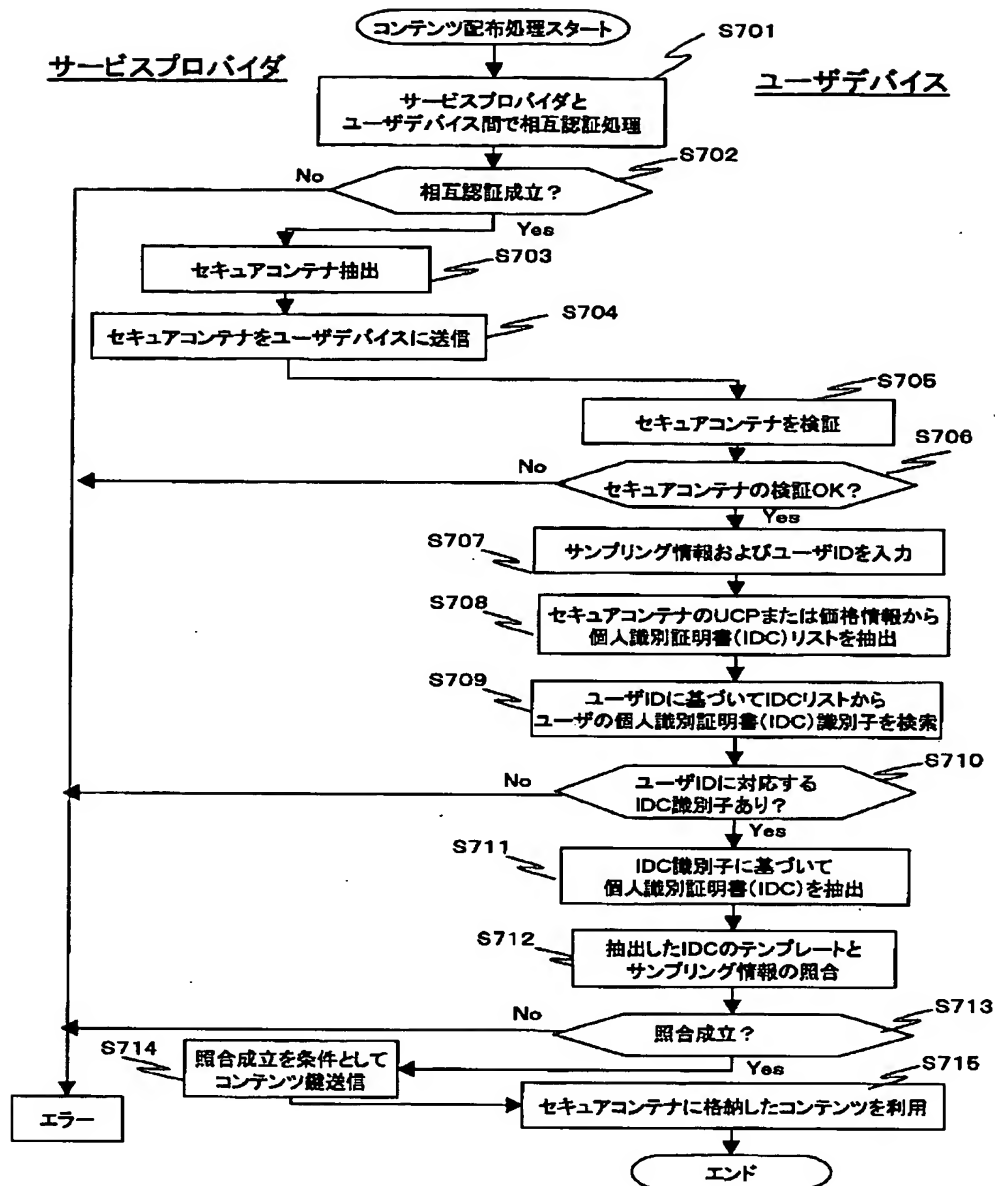 コンテンツ配布処理スタート
サービスプロバイダ
ユーザデバイス
S701
サービスプロバイダと
ユーザデバイス間で相互認証処理
S702
相互認証成立？
No
Yes
S703
セキュアコンテナ抽出
S704
セキュアコンテナをユーザデバイスに送信
S705
セキュアコンテナを検証
S706
セキュアコンテナの検証OK？
No
Yes
S707
サンプリング情報およびユーザIDを入力
S708
セキュアコンテナのUCPまたは価格情報から
個人識別証明書(IDC)リストを抽出
S709
ユーザIDに基づいてIDCリストから
ユーザの個人識別証明書(IDC)識別子を検索
S710
ユーザIDに対応する
IDC識別子あり？
No
Yes
S711
IDC識別子に基づいて
個人識別証明書(IDC)を抽出
S712
抽出したIDCのテンプレートと
サンプリング情報の照合
S713
照合成立？
No
Yes
S714
照合成立を条件として
コンテンツ鍵送信
S715
セキュアコンテナに格納したコンテンツを利用
エラー
エンド